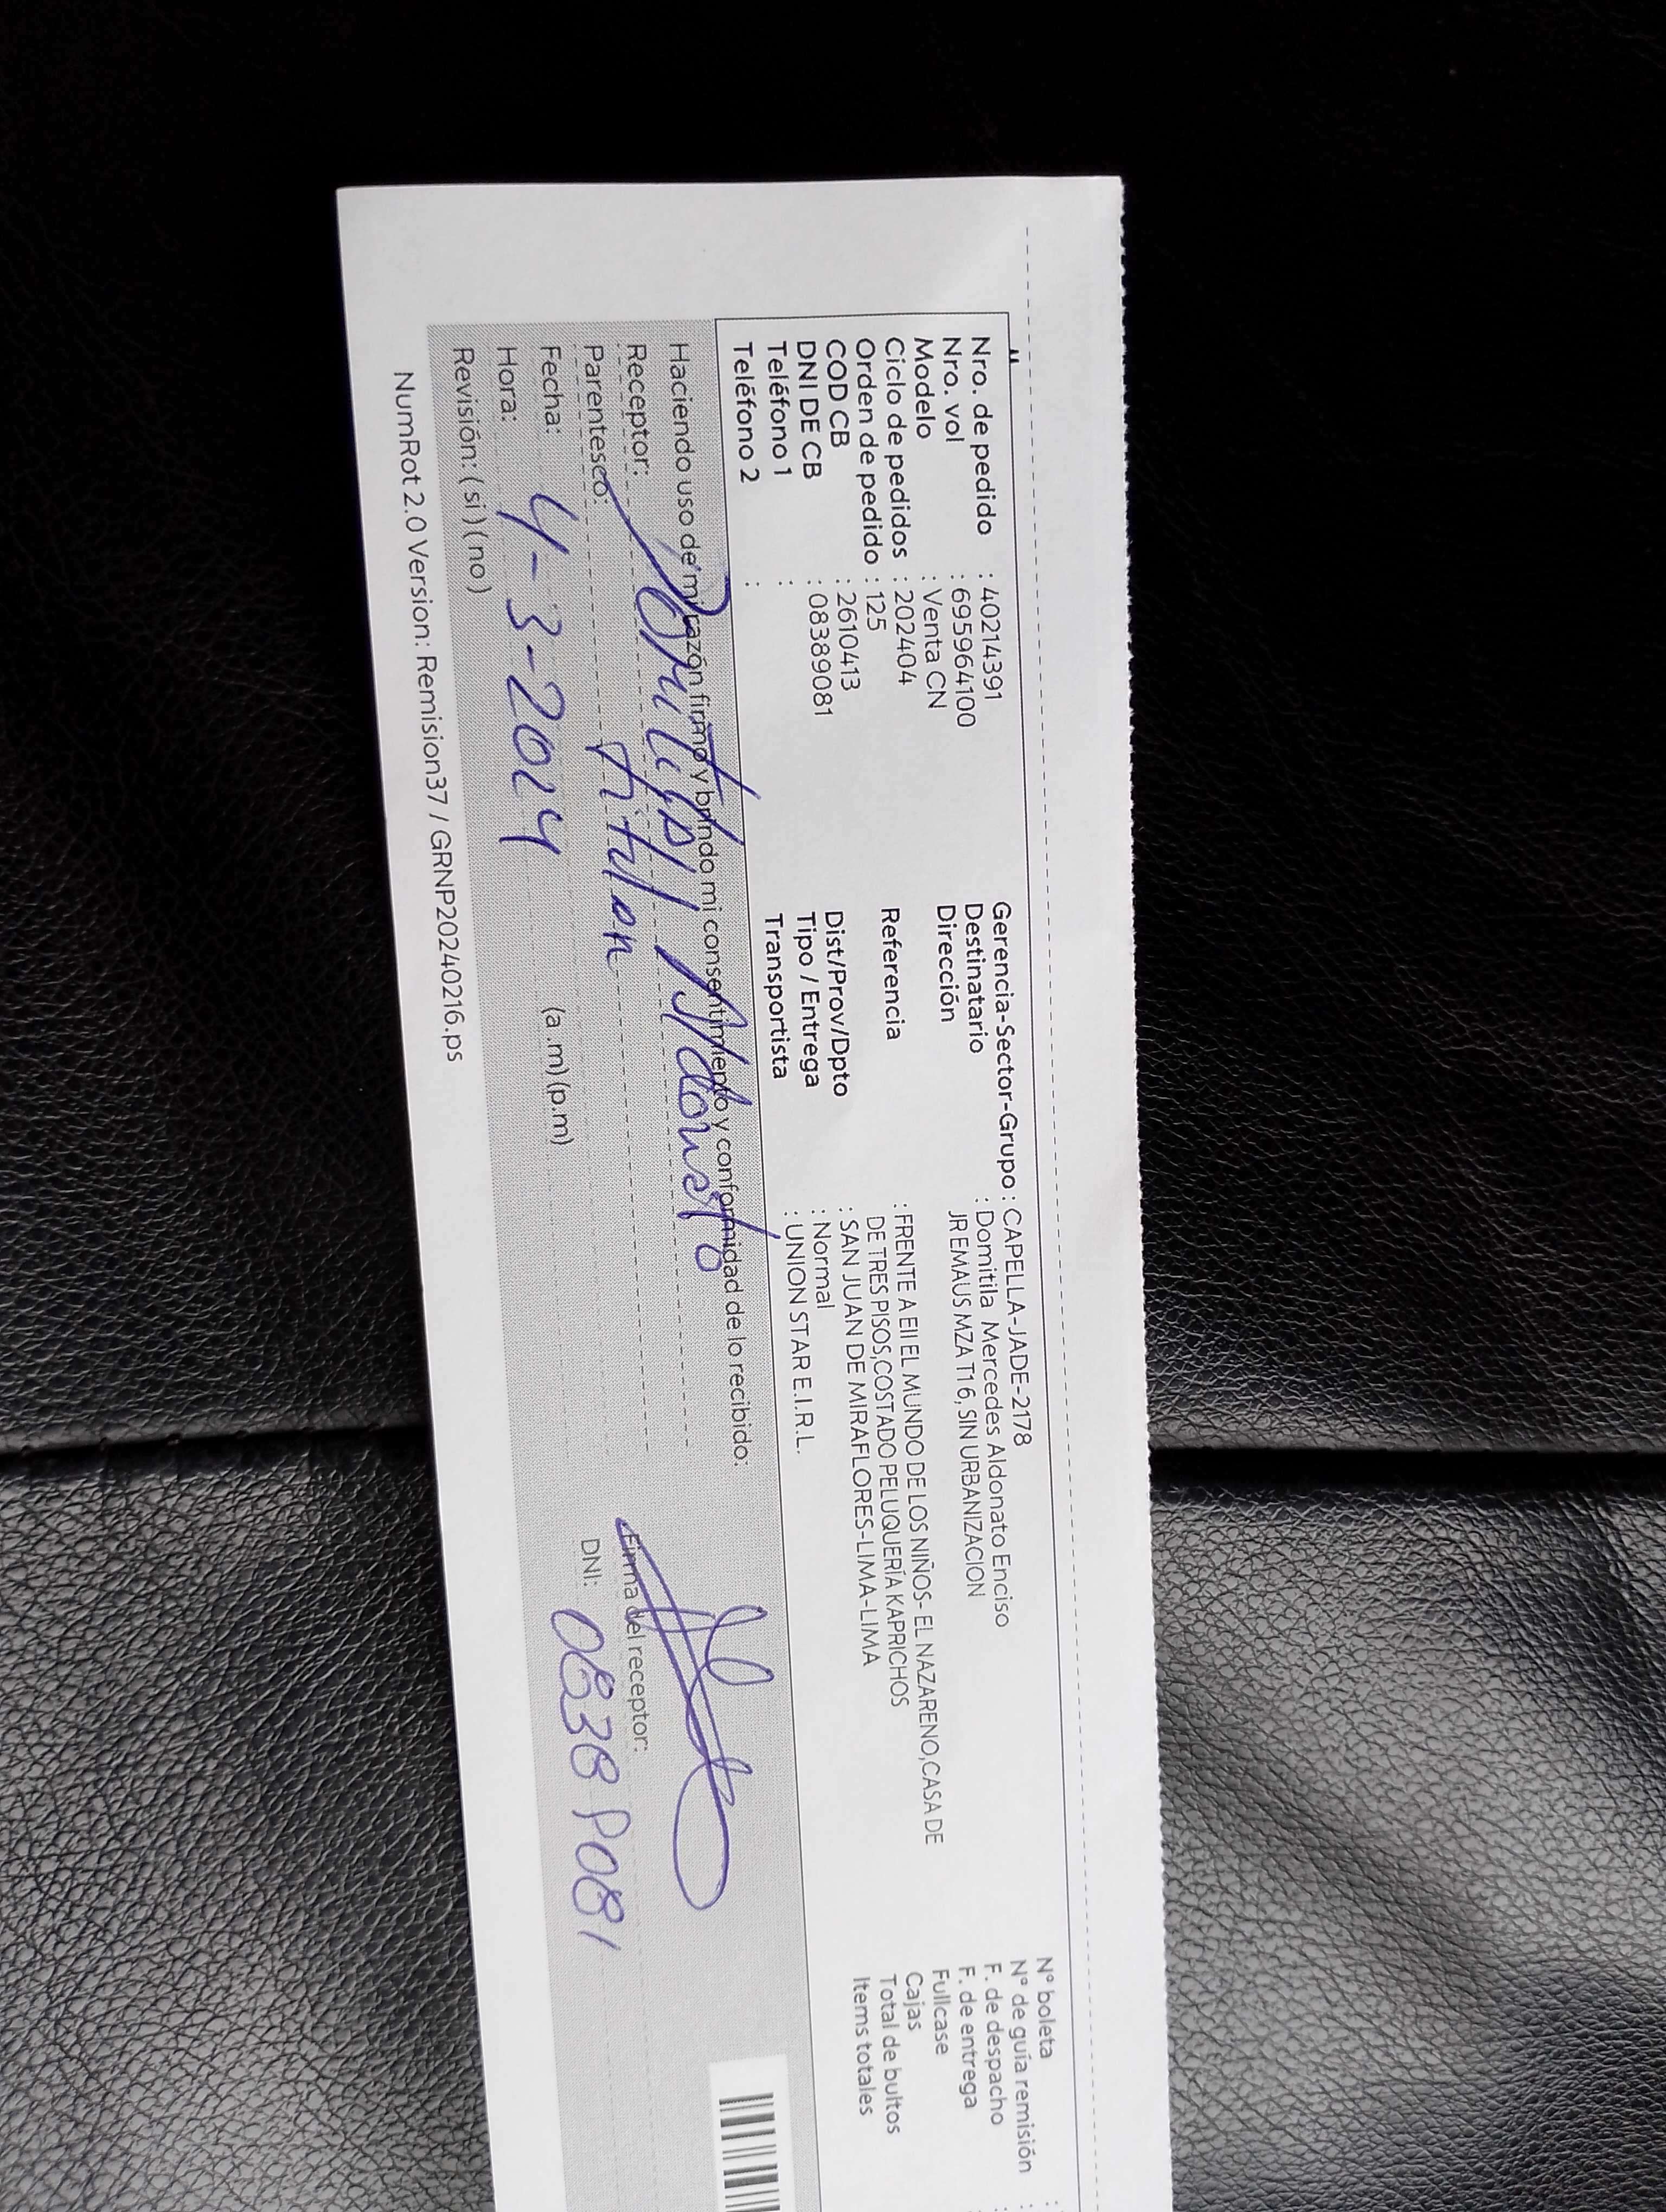 Nro. de pedido : 40214391
Nro. vol : 6959964100
Modelo : Venta CN
Ciclo de pedidos : 202404
Orden de pedido : 125
COD CB : 2610413
DNI DE CB : 08389081
Teléfono 1 :
Teléfono 2 :
Gerencia-Sector-Grupo : CAPELLA-JADE-2178
Destinatario : Domitila Mercedes Aldonato Enciso
Dirección JR EMAUS MZA T16, SIN URBANIZACION
Referencia : FRENTE A EII EL MUNDO DE LOS NIÑOS- EL NAZARENO,CASA DE
DE TRES PISOS,COSTADO PELUQUERÍA KAPRICHOS
Dist/Prov/Dpto : SAN JUAN DE MIRAFLORES-LIMA-LIMA
Tipo / Entrega : Normal
Transportista : UNION STAR E.I.R.L.
N° boleta :
N° de guía remisión :
F. de despacho :
F. de entrega
Fullcase
Cajas
Total de bultos
Items totales
Haciendo uso de mi razón firmo y brindo mi consentimiento y conformidad de lo recibido:
Receptor: Domitila Aldonato
Parentesco: Titular
Fecha: 4-3-2024
Hora: (a.m)(p.m)
Revisión: (si)(no)
Firma del receptor:
DNI: 08389081
NumRot 2.0 Version: Remision37 / GRNP20240216.ps